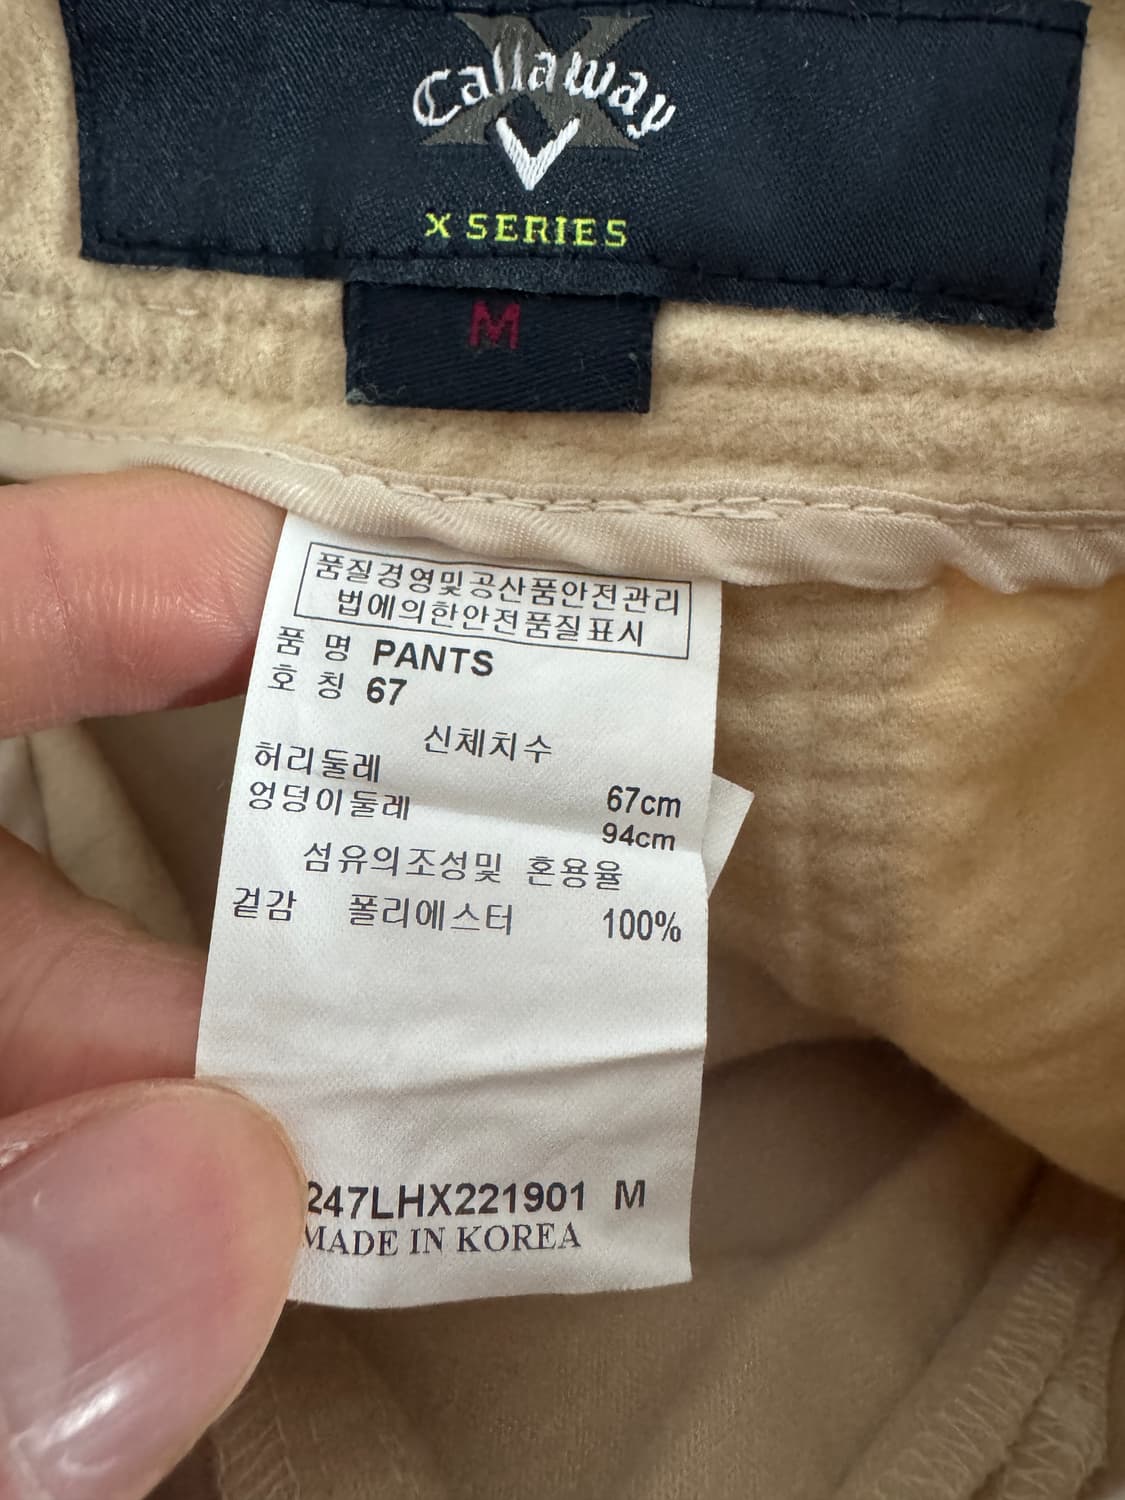 Callaway
X SERIES
M
품질경영및공산품안전관리
법에의한안전품질표시
품 명 PANTS
호 칭 67
신체치수
허리둘레 67cm
엉덩이둘레 94cm
섬유의조성및 혼용율
겉감 폴리에스터 100%
247LHX221901 M
MADE IN KOREA